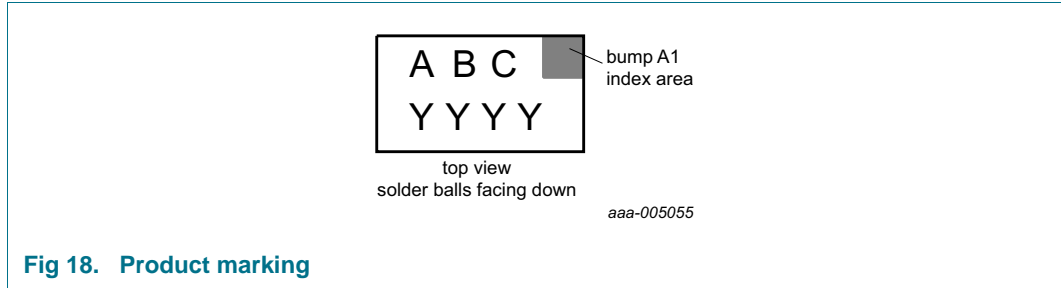 A B C
Y Y Y Y
bump A1
index area
top view
solder balls facing down
aaa-005055
Fig 18. Product marking